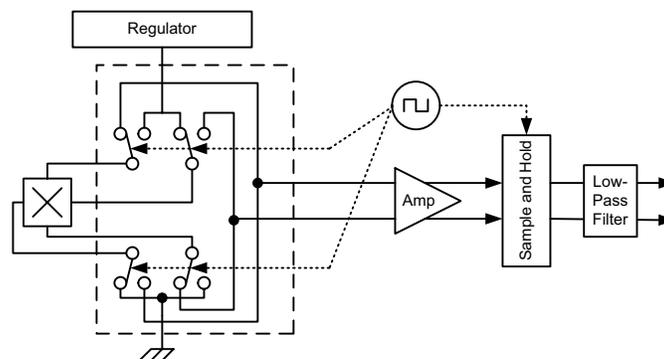 Regulator
Amp
Sample and Hold
Low-
Pass
Filter